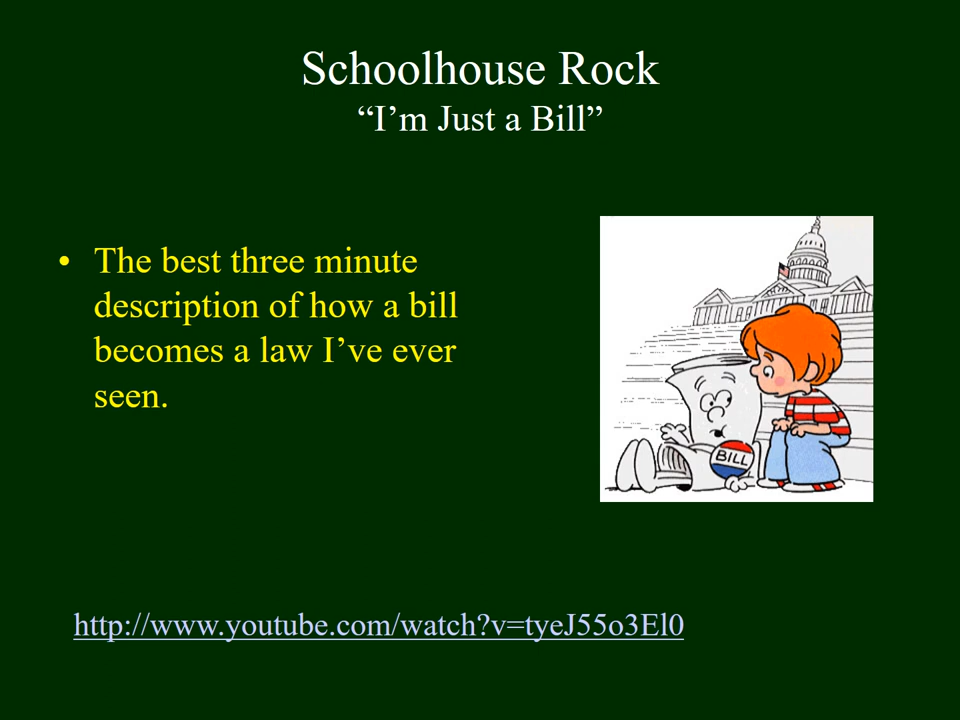 Schoolhouse Rock
“I’m Just a Bill”
• The best three minute
description of how a bill
becomes a law I’ve ever
seen.
BILL
http://www.youtube.com/watch?v=tyeJ55o3El0